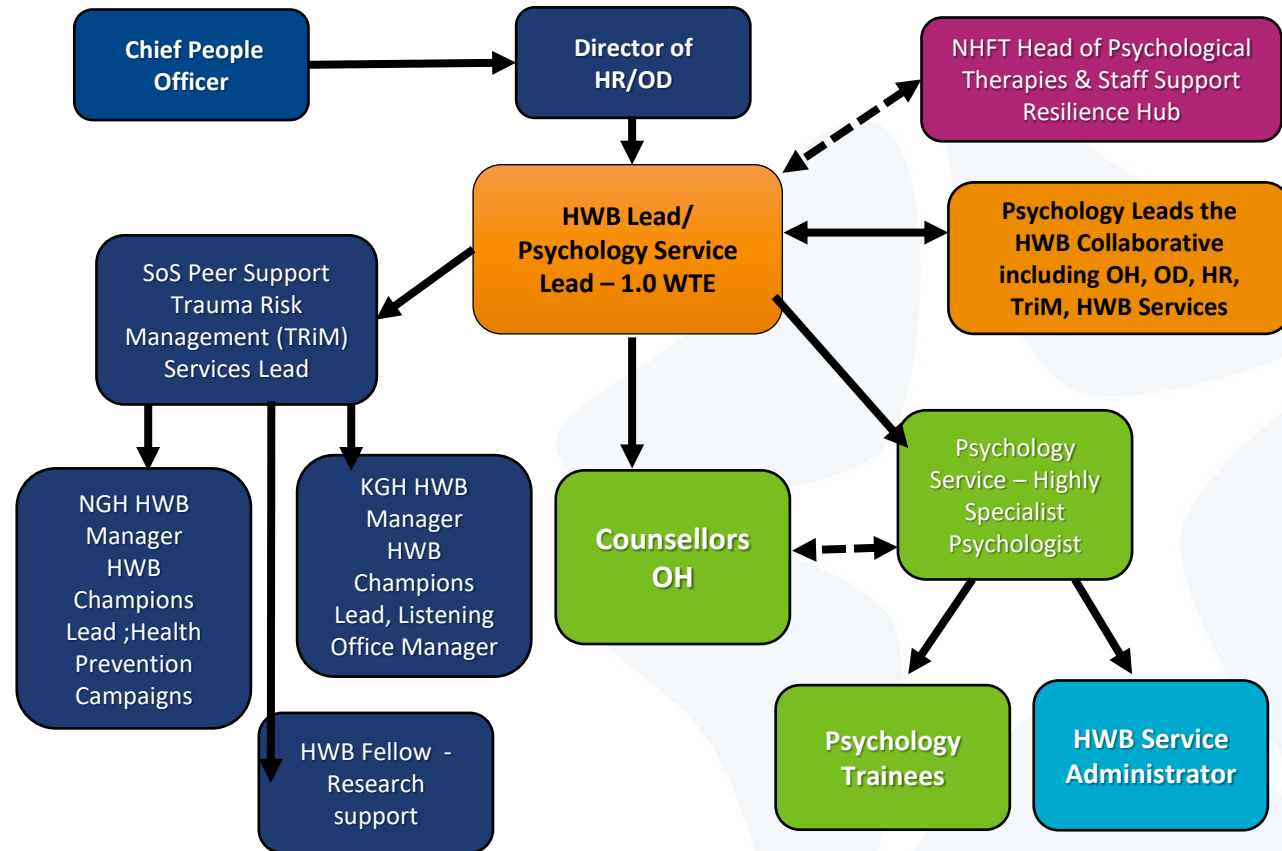 Chief People
Officer
Director of
HR/OD
NHFT Head of Psychological
Therapies & Staff Support
Resilience Hub
HWB Lead/
Psychology Service
Lead – 1.0 WTE
Psychology Leads the
HWB Collaborative
including OH, OD, HR,
TriM, HWB Services
SoS Peer Support
Trauma Risk
Management (TRiM)
Services Lead
NGH HWB
Manager
HWB
Champions
Lead ;Health
Prevention
Campaigns
KGH HWB
Manager
HWB
Champions
Lead, Listening
Office Manager
Counsellors
OH
Psychology
Service – Highly
Specialist
Psychologist
HWB Fellow -
Research
support
Psychology
Trainees
HWB Service
Administrator